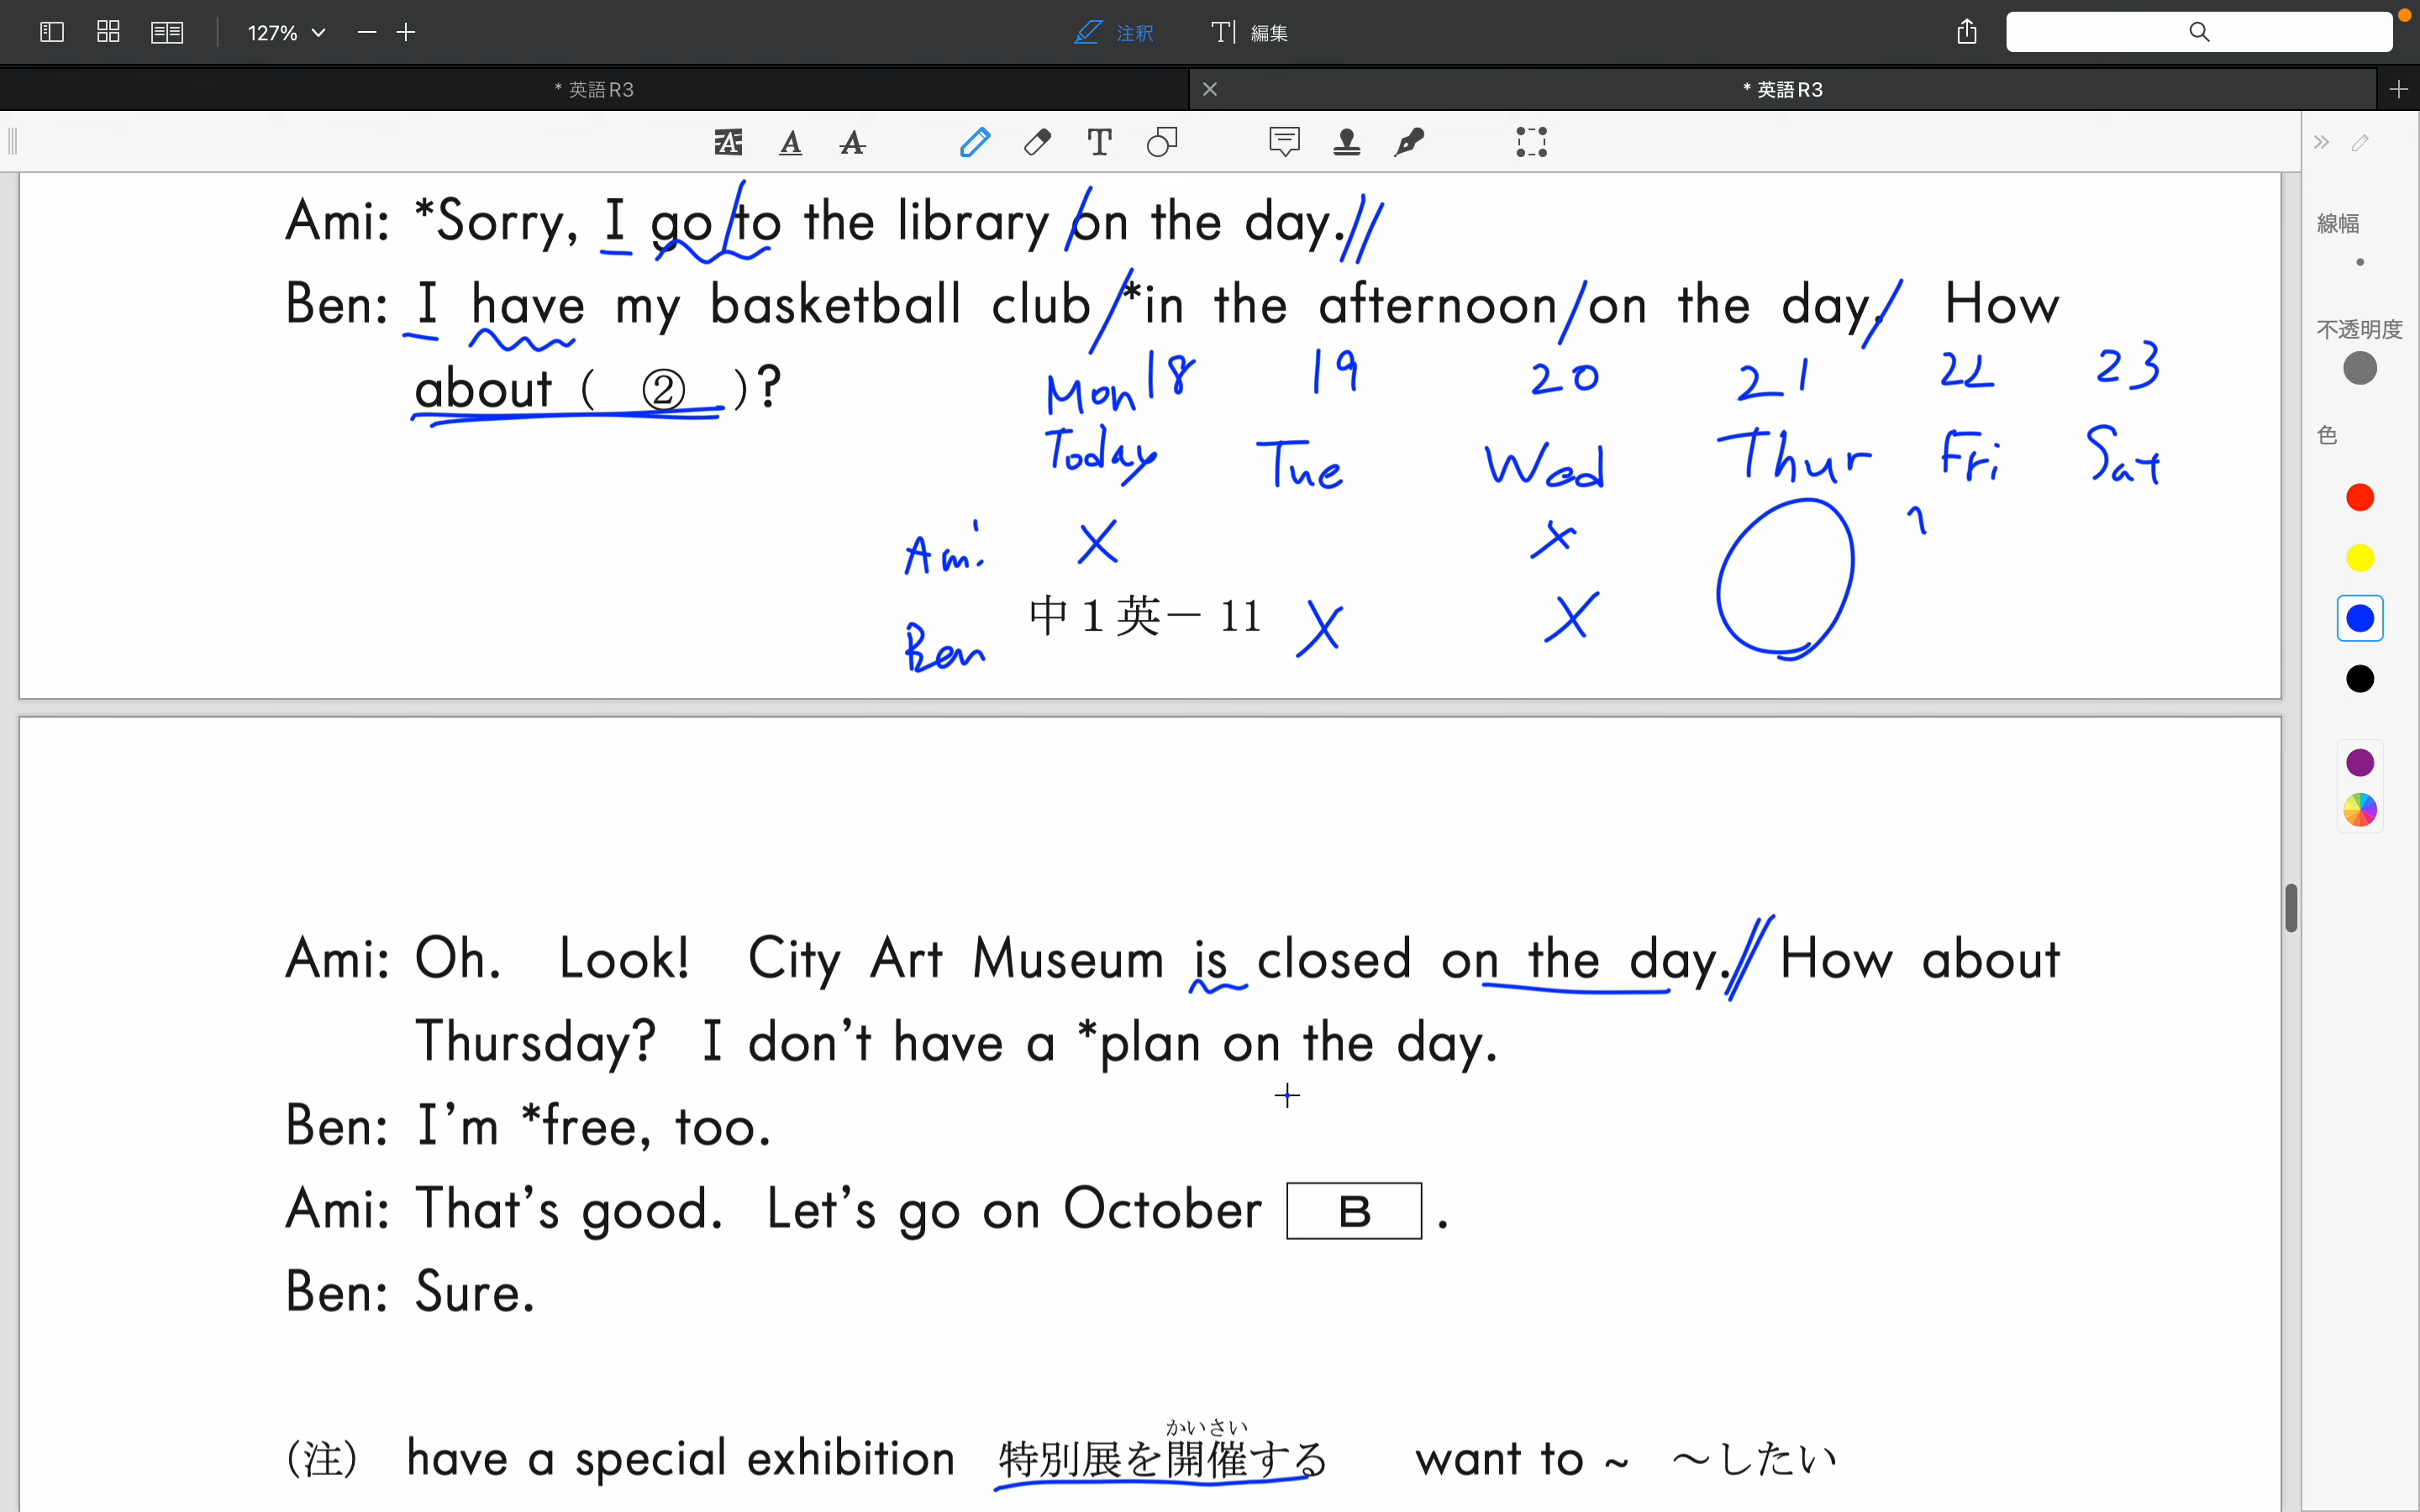 127% 注釈 編集
* 英語R3 * 英語R3
線幅
不透明度
色
Ami: *Sorry, I go to the library on the day.
Ben: I have my basketball club *in the afternoon on the day. How
about ( ② )?
Mon 18 19 20 21 22 23
Today Tue Wed Thur Fri Sat
Ami × × 
中1英－11
Ben × ×
Ami: Oh. Look! City Art Museum is closed on the day. How about
Thursday? I don't have a *plan on the day.
Ben: I'm *free, too.
Ami: That's good. Let's go on October B .
Ben: Sure.
かいさい
（注） have a special exhibition 特別展を開催する want to ~ ～したい